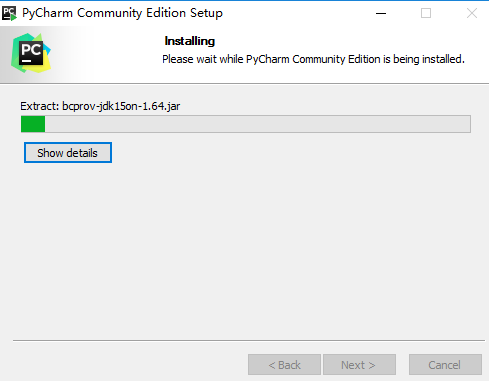 PC PyCharm Community Edition Setup
PC
Installing
Please wait while PyCharm Community Edition is being installed.
Extract: bcprov-jdk15on-1.64.jar
Show details
< Back
Next >
Cancel